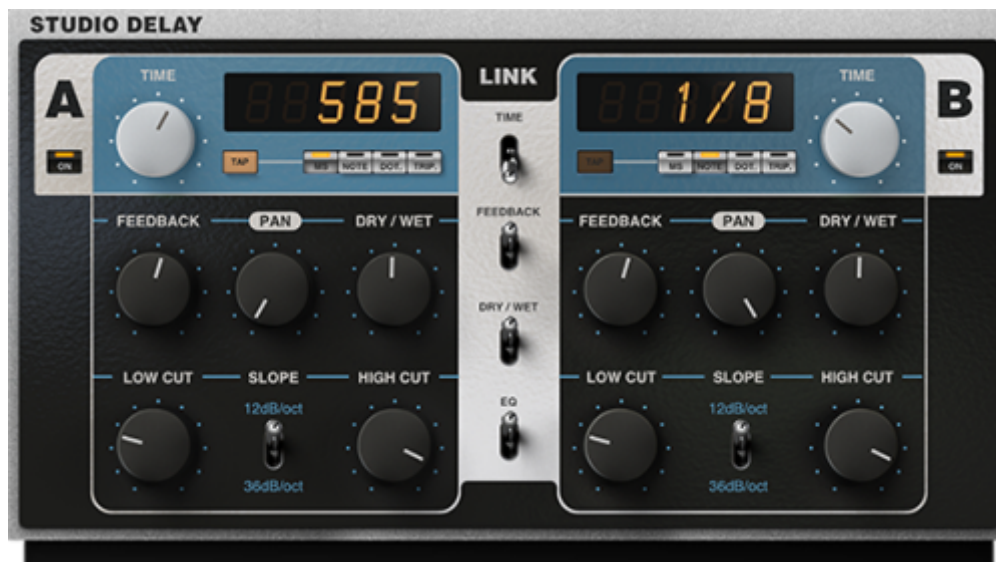 STUDIO DELAY
A
ON
TIME
585
TAP
MS NOTE DOT. TRIP.
FEEDBACK PAN DRY / WET
LOW CUT SLOPE HIGH CUT
12dB/oct
36dB/oct
LINK
TIME
FEEDBACK
DRY / WET
EQ
1/8
TIME
B
ON
TAP
MS NOTE DOT. TRIP.
FEEDBACK PAN DRY / WET
LOW CUT SLOPE HIGH CUT
12dB/oct
36dB/oct